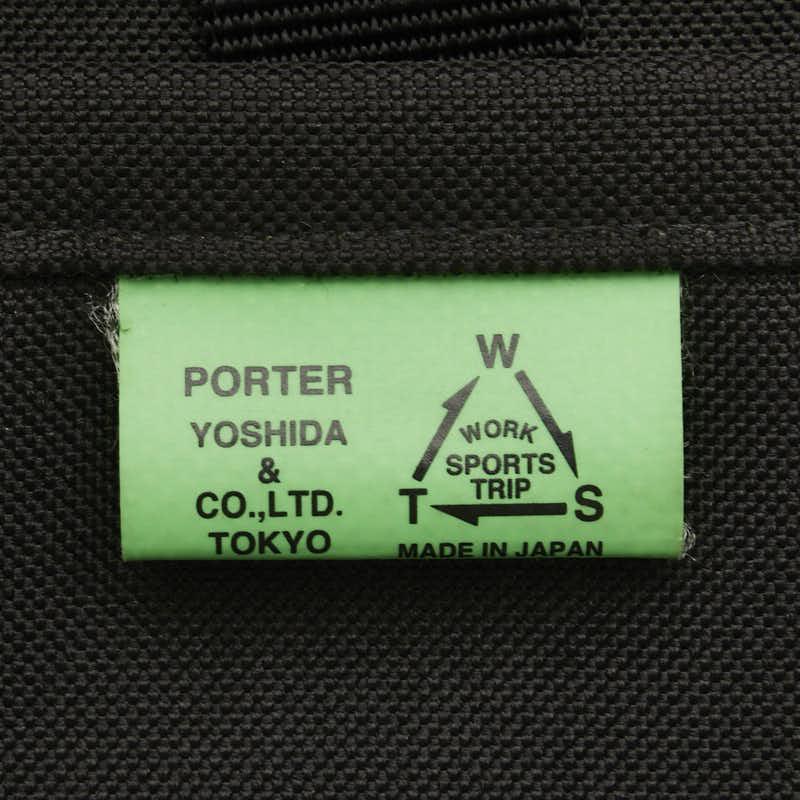 PORTER
YOSHIDA
&
CO.,LTD.
TOKYO
W
WORK
SPORTS
TRIP
T S
MADE IN JAPAN